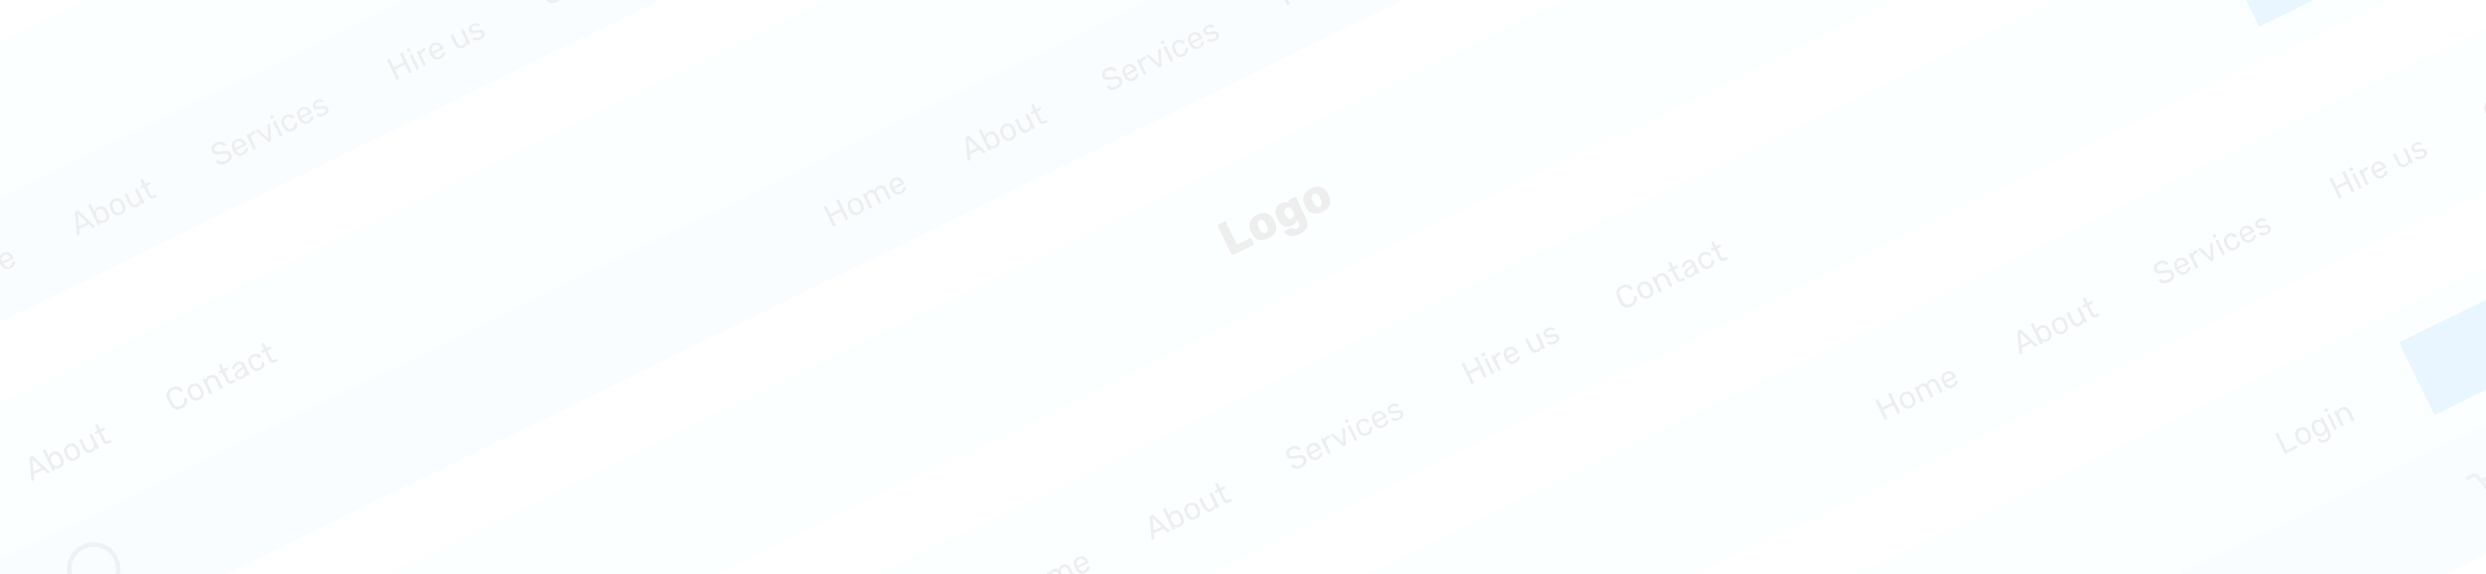 About Services Hire us
About Contact
Home About Services
Logo
About Services Hire us Contact
Home About Services Hire us
Login